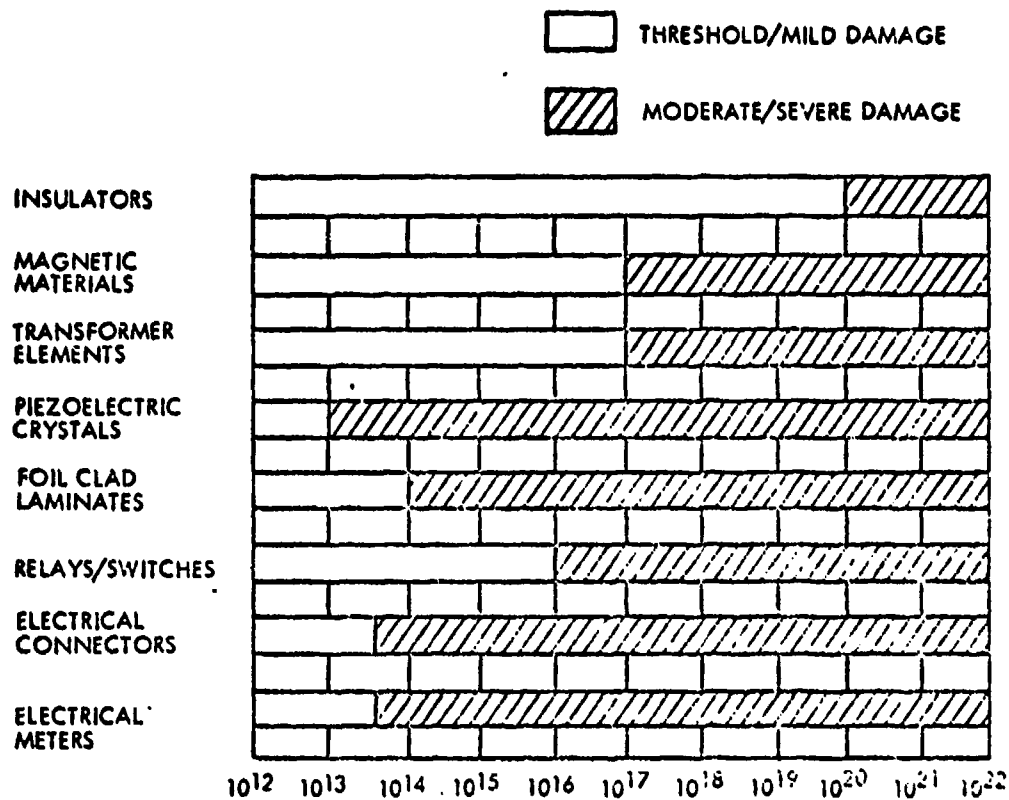 THRESHOLD/MILD DAMAGE
MODERATE/SEVERE DAMAGE
INSULATORS
MAGNETIC
MATERIALS
TRANSFORMER
ELEMENTS
PIEZOELECTRIC
CRYSTALS
FOIL CLAD
LAMINATES
RELAYS/SWITCHES
ELECTRICAL
CONNECTORS
ELECTRICAL
METERS
10¹² 10¹³ 10¹⁴ 10¹⁵ 10¹⁶ 10¹⁷ 10¹⁸ 10¹⁹ 10²⁰ 10²¹ 10²²